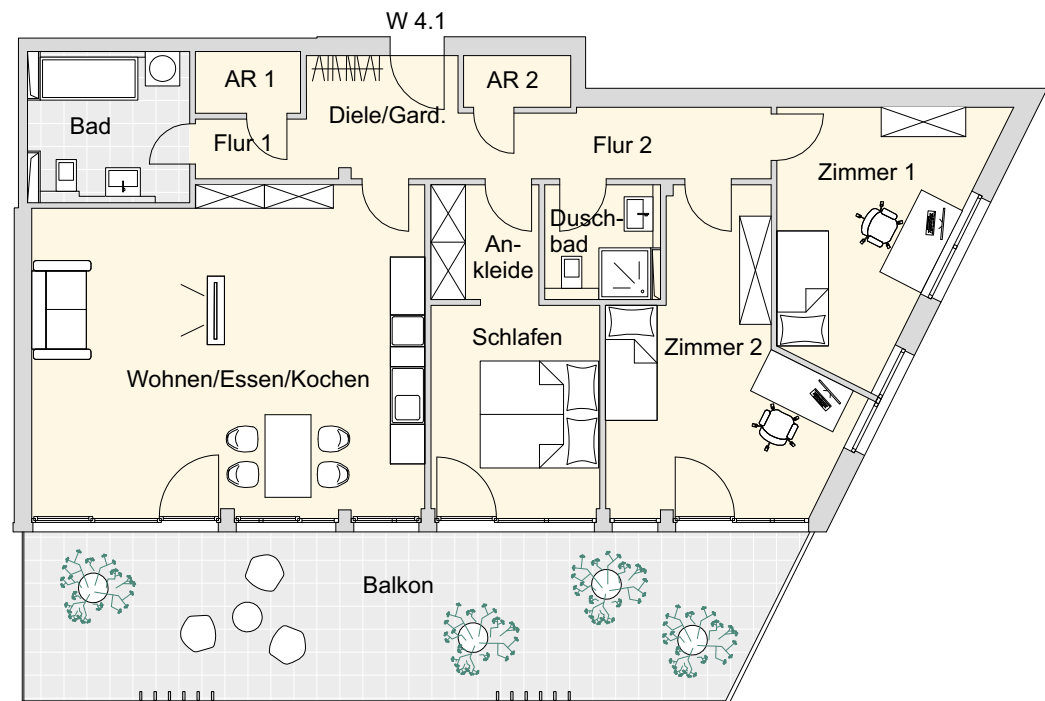 W 4.1
AR 1
AR 2
Bad
Diele/Gard.
Flur 1
Flur 2
Zimmer 1
An-
kleide
Dusch-
bad
Schlafen
Zimmer 2
Wohnen/Essen/Kochen
Balkon